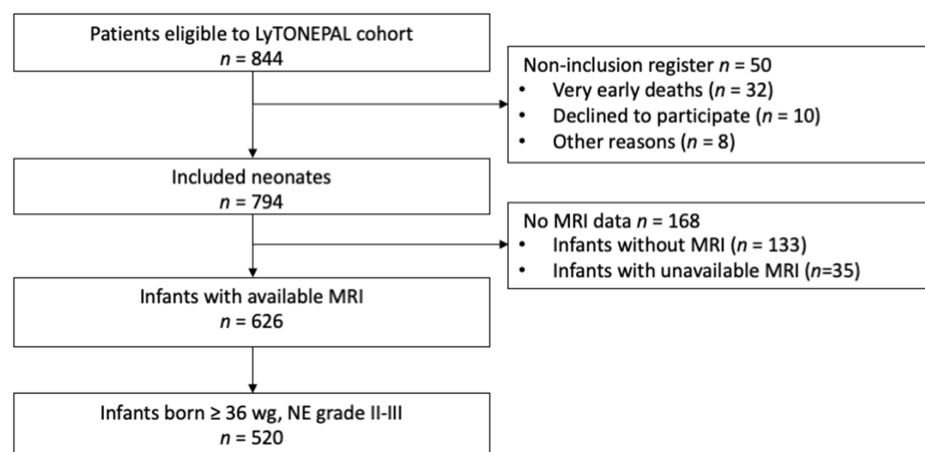 Patients eligible to LyTONEPAL cohort
n = 844
Non-inclusion register n = 50
• Very early deaths (n = 32)
• Declined to participate (n = 10)
• Other reasons (n = 8)
Included neonates
n = 794
No MRI data n = 168
• Infants without MRI (n = 133)
• Infants with unavailable MRI (n=35)
Infants with available MRI
n = 626
Infants born ≥ 36 wg, NE grade II-III
n = 520